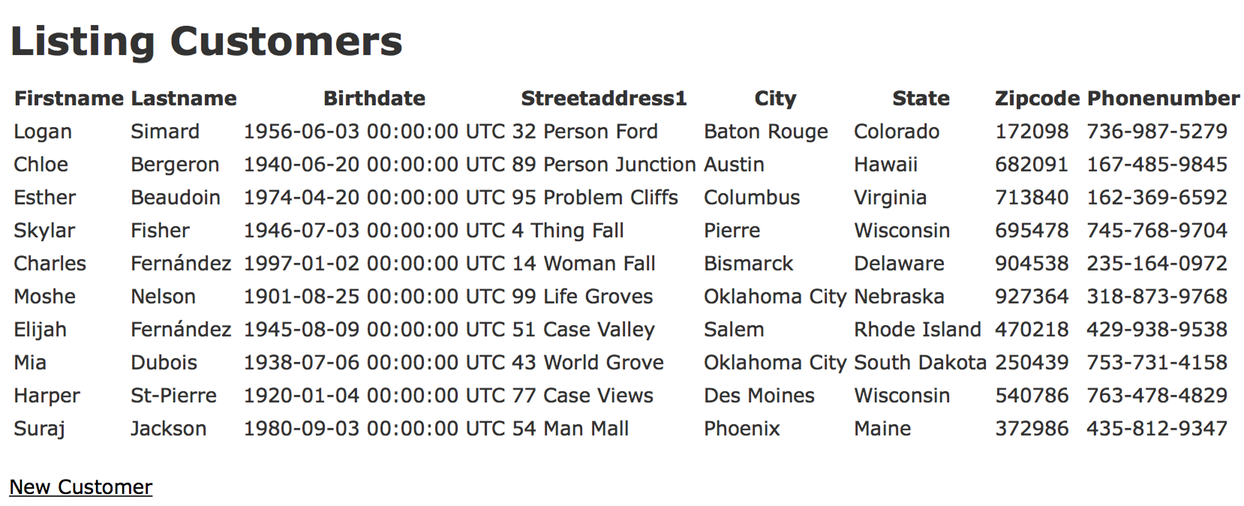 Listing Customers
Firstname Lastname Birthdate Streetaddress1 City State Zipcode Phonenumber
Logan Simard 1956-06-03 00:00:00 UTC 32 Person Ford Baton Rouge Colorado 172098 736-987-5279
Chloe Bergeron 1940-06-20 00:00:00 UTC 89 Person Junction Austin Hawaii 682091 167-485-9845
Esther Beaudoin 1974-04-20 00:00:00 UTC 95 Problem Cliffs Columbus Virginia 713840 162-369-6592
Skylar Fisher 1946-07-03 00:00:00 UTC 4 Thing Fall Pierre Wisconsin 695478 745-768-9704
Charles Fernández 1997-01-02 00:00:00 UTC 14 Woman Fall Bismarck Delaware 904538 235-164-0972
Moshe Nelson 1901-08-25 00:00:00 UTC 99 Life Groves Oklahoma City Nebraska 927364 318-873-9768
Elijah Fernández 1945-08-09 00:00:00 UTC 51 Case Valley Salem Rhode Island 470218 429-938-9538
Mia Dubois 1938-07-06 00:00:00 UTC 43 World Grove Oklahoma City South Dakota 250439 753-731-4158
Harper St-Pierre 1920-01-04 00:00:00 UTC 77 Case Views Des Moines Wisconsin 540786 763-478-4829
Suraj Jackson 1980-09-03 00:00:00 UTC 54 Man Mall Phoenix Maine 372986 435-812-9347
New Customer